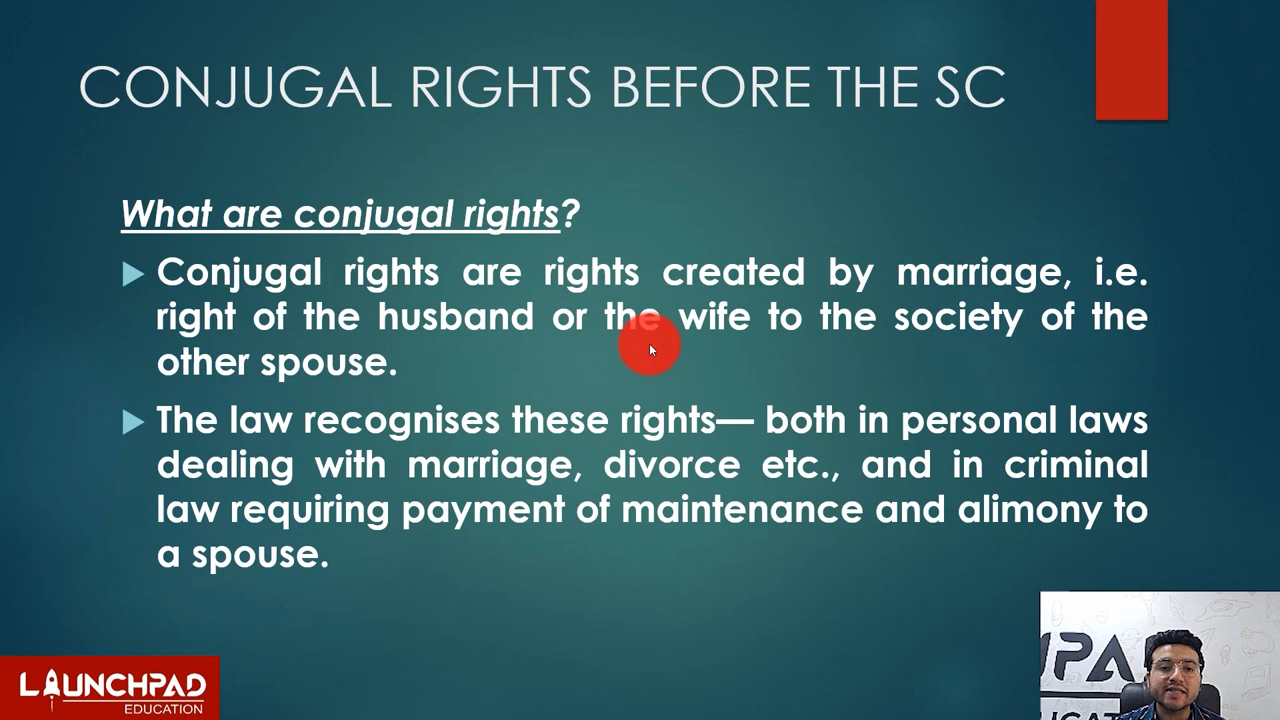 CONJUGAL RIGHTS BEFORE THE SC
What are conjugal rights?
Conjugal rights are rights created by marriage, i.e.
right of the husband or the wife to the society of the
other spouse.
The law recognises these rights— both in personal laws
dealing with marriage, divorce etc., and in criminal
law requiring payment of maintenance and alimony to
a spouse.
LAUNCHPAD
EDUCATION